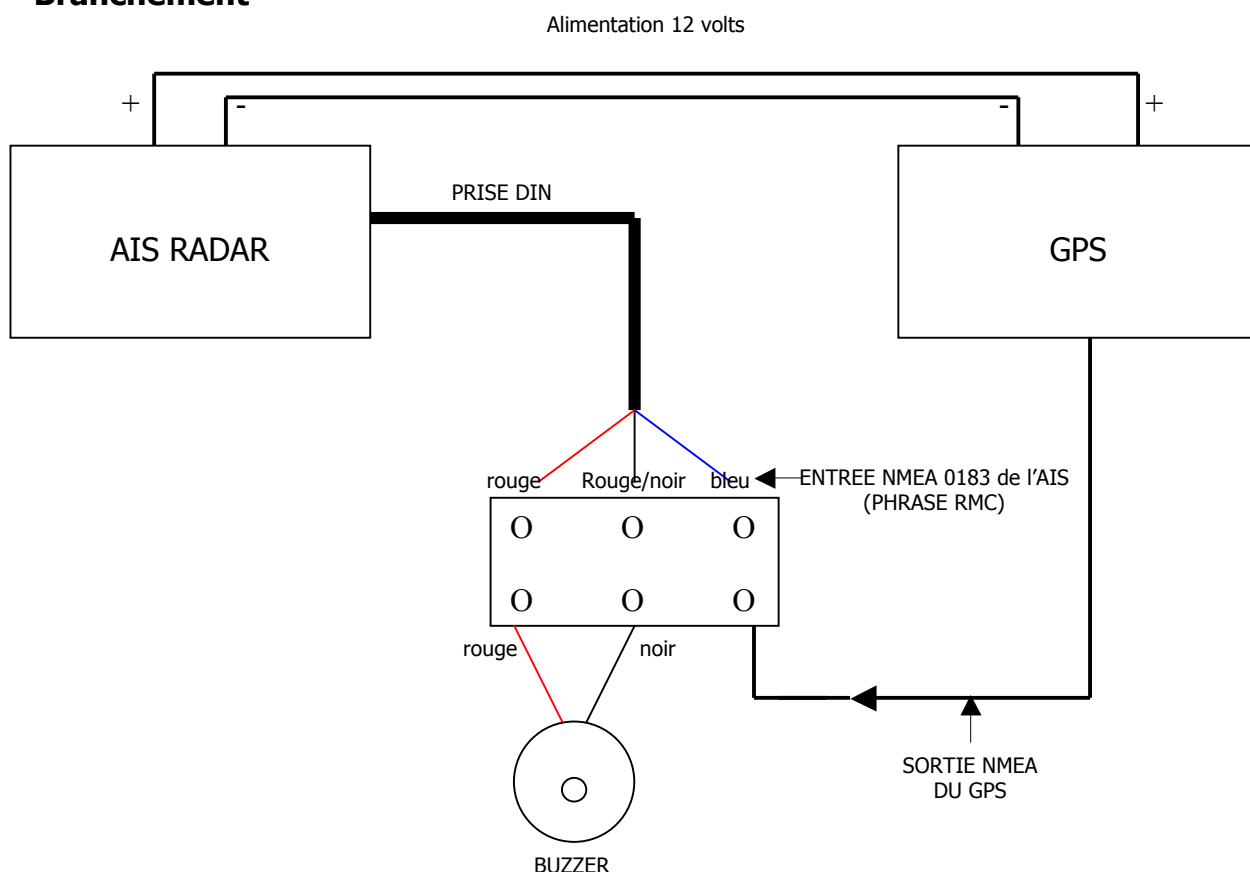 Branchement
Alimentation 12 volts
+
-
-
+
PRISE DIN
AIS RADAR
GPS
rouge
Rouge/noir
bleu
ENTREE NMEA 0183 de l'AIS
(PHRASE RMC)
O O O
O O O
rouge
noir
SORTIE NMEA
DU GPS
BUZZER